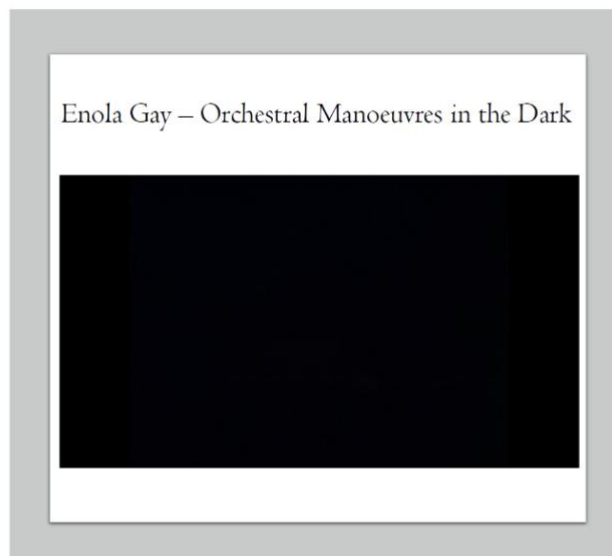 Enola Gay – Orchestral Manoeuvres in the Dark